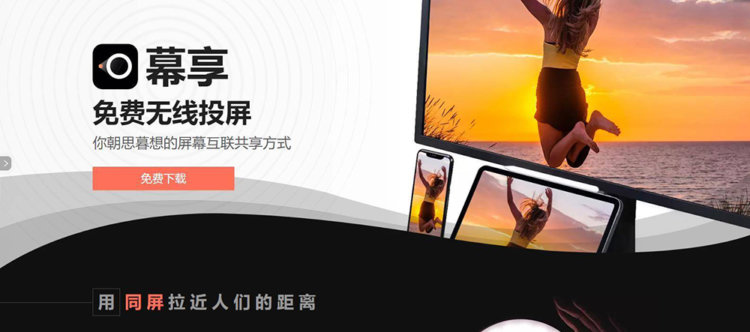 幕享
免费无线投屏
你朝思暮想的屏幕互联共享方式
免费下载
用 同屏拉近人们的距离